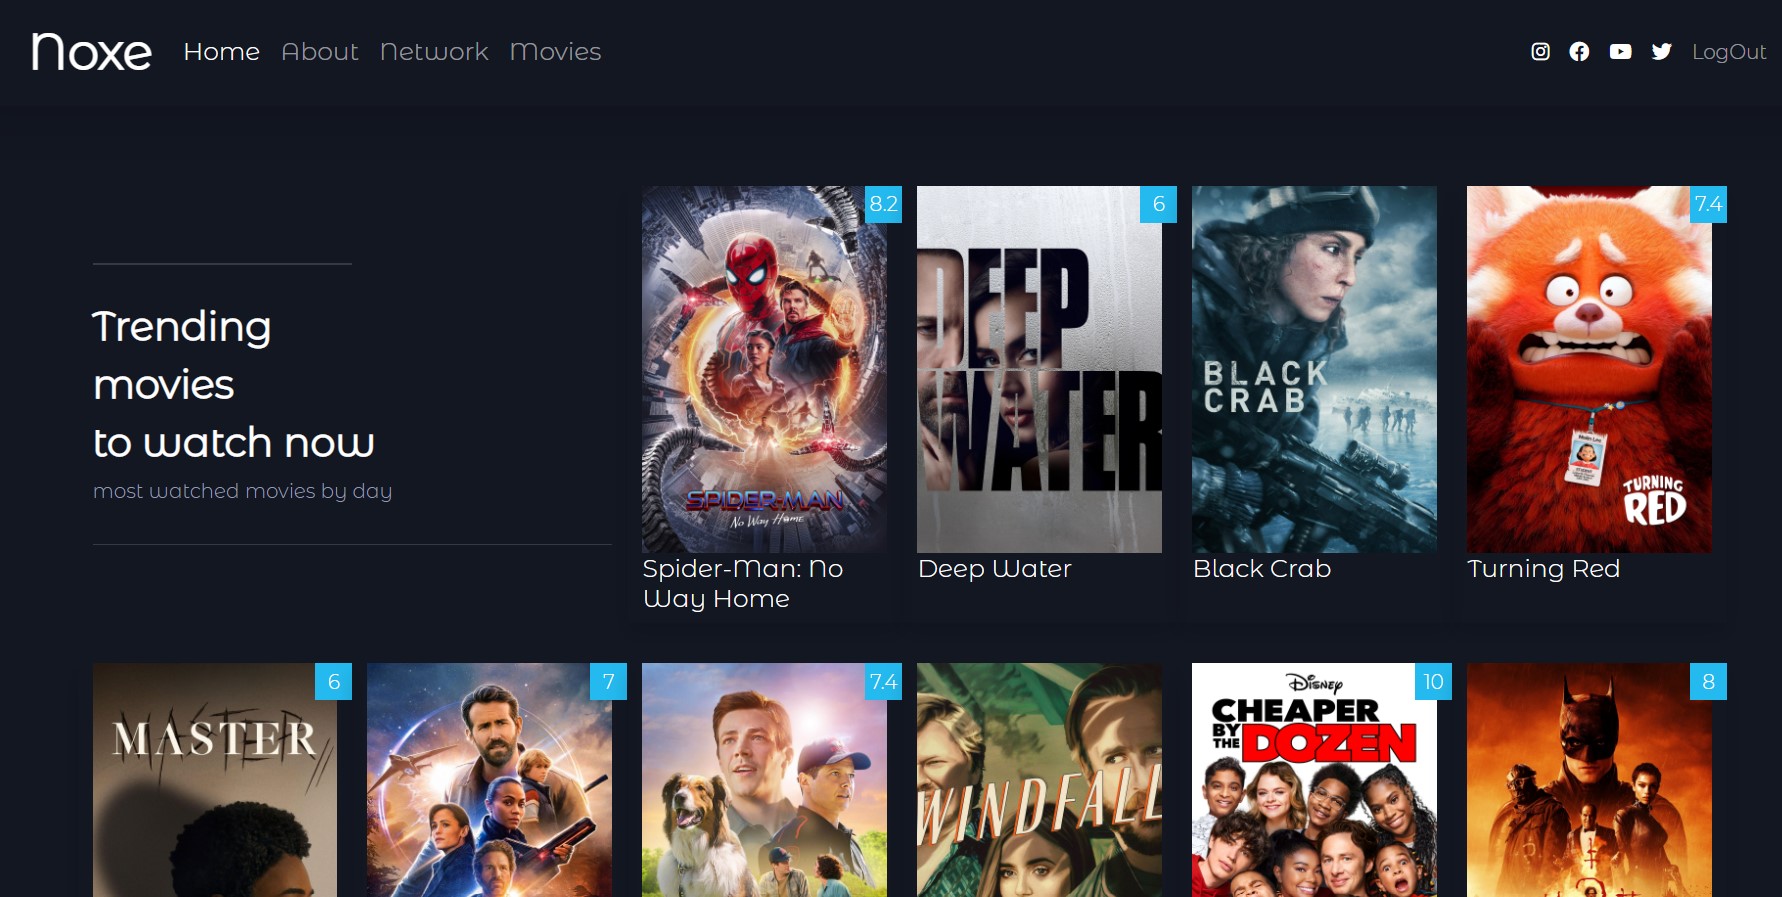 Noxe
Home About Network Movies
LogOut
Trending
movies
to watch now
most watched movies by day
8.2
SPIDER-MAN
No Way Home
Spider-Man: No
Way Home
6
DEEP
WATER
Deep Water
BLACK
CRAB
Black Crab
7.4
TURNING
RED
Turning Red
6
MASTER
7
7.4
WINDFALL
10
Disney
CHEAPER
BY
THE DOZEN
8